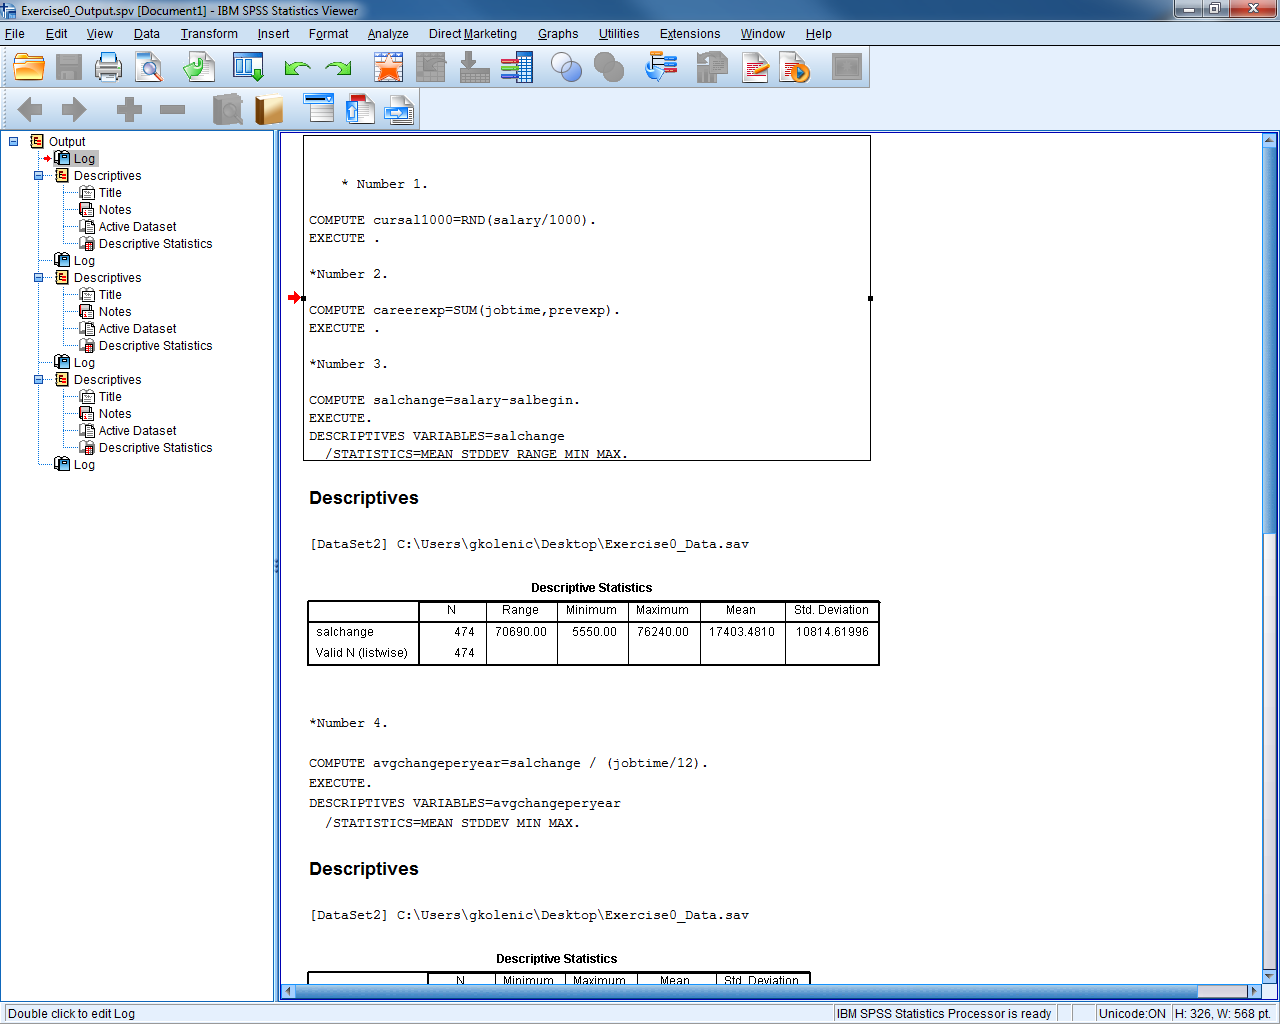 Exercise0_Output.spv [Document1] - IBM SPSS Statistics Viewer
File Edit View Data Transform Insert Format Analyze Direct Marketing Graphs Utilities Extensions Window Help
Output
Log
Descriptives
Title
Notes
Active Dataset
Descriptive Statistics
Log
Descriptives
Title
Notes
Active Dataset
Descriptive Statistics
Log
Descriptives
Title
Notes
Active Dataset
Descriptive Statistics
Log
* Number 1.
COMPUTE cursal1000=RND(salary/1000).
EXECUTE .
*Number 2.
COMPUTE careerexp=SUM(jobtime,prevexp).
EXECUTE .
*Number 3.
COMPUTE salchange=salary-salbegin.
EXECUTE.
DESCRIPTIVES VARIABLES=salchange
/STATISTICS=MEAN STDDEV RANGE MIN MAX.
Descriptives
[DataSet2] C:\Users\gkolenic\Desktop\Exercise0_Data.sav
Descriptive Statistics
N Range Minimum Maximum Mean Std. Deviation
salchange 474 70690.00 5550.00 76240.00 17403.4810 10814.61996
Valid N (listwise) 474
*Number 4.
COMPUTE avgchangeperyear=salchange / (jobtime/12).
EXECUTE.
DESCRIPTIVES VARIABLES=avgchangeperyear
/STATISTICS=MEAN STDDEV MIN MAX.
Descriptives
[DataSet2] C:\Users\gkolenic\Desktop\Exercise0_Data.sav
Descriptive Statistics
N Minimum Maximum Mean Std. Deviation
Double click to edit Log IBM SPSS Statistics Processor is ready Unicode:ON H: 326, W: 568 pt.